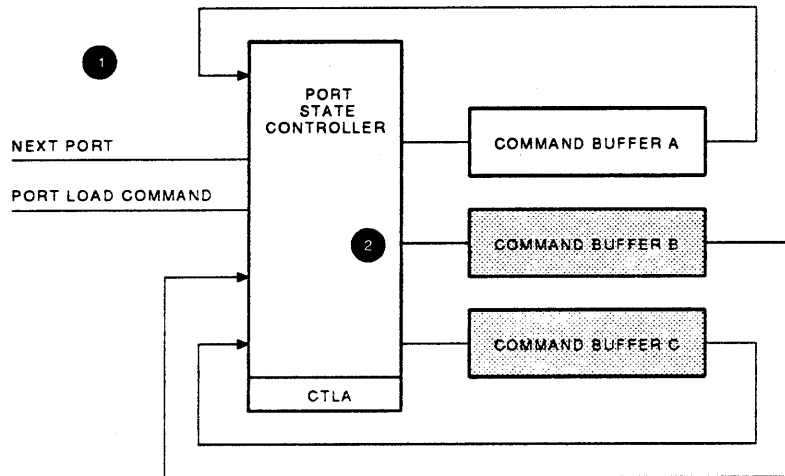 1
PORT
STATE
CONTROLLER
NEXT PORT
PORT LOAD COMMAND
COMMAND BUFFER A
2
COMMAND BUFFER B
COMMAND BUFFER C
CTLA